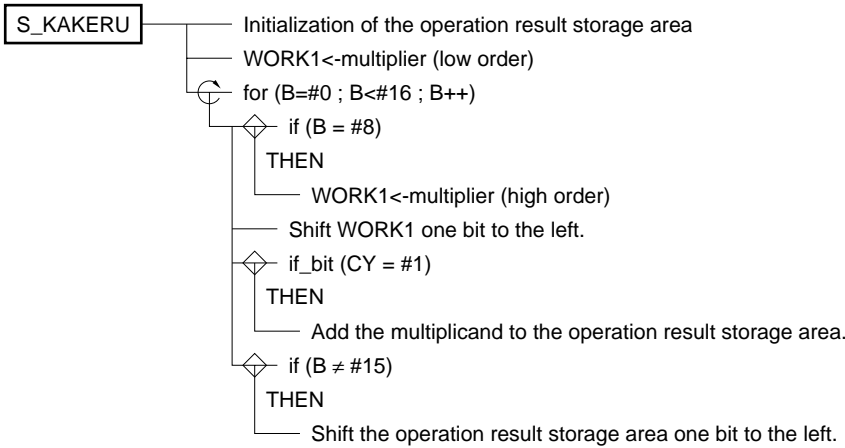 S_KAKERU
Initialization of the operation result storage area
WORK1<-multiplier (low order)
for (B=#0 ; B<#16 ; B++)
if (B = #8)
THEN
WORK1<-multiplier (high order)
Shift WORK1 one bit to the left.
if_bit (CY = #1)
THEN
Add the multiplicand to the operation result storage area.
if (B ≠ #15)
THEN
Shift the operation result storage area one bit to the left.